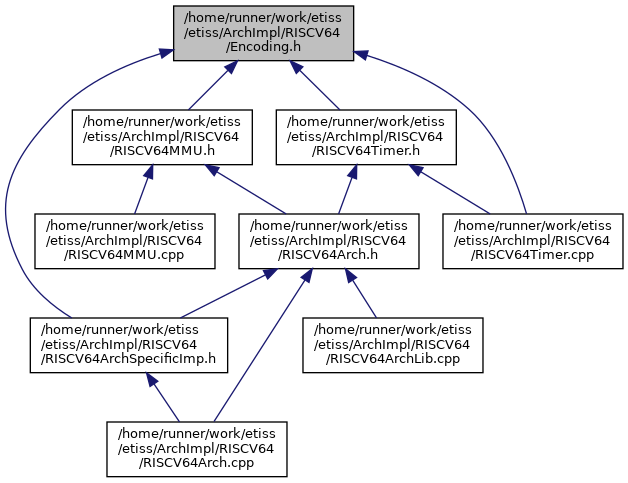 /home/runner/work/etiss
/etiss/ArchImpl/RISCV64
/Encoding.h
/home/runner/work/etiss
/etiss/ArchImpl/RISCV64
/RISCV64MMU.h
/home/runner/work/etiss
/etiss/ArchImpl/RISCV64
/RISCV64Timer.h
/home/runner/work/etiss
/etiss/ArchImpl/RISCV64
/RISCV64MMU.cpp
/home/runner/work/etiss
/etiss/ArchImpl/RISCV64
/RISCV64Arch.h
/home/runner/work/etiss
/etiss/ArchImpl/RISCV64
/RISCV64Timer.cpp
/home/runner/work/etiss
/etiss/ArchImpl/RISCV64
/RISCV64ArchSpecificImp.h
/home/runner/work/etiss
/etiss/ArchImpl/RISCV64
/RISCV64ArchLib.cpp
/home/runner/work/etiss
/etiss/ArchImpl/RISCV64
/RISCV64Arch.cpp